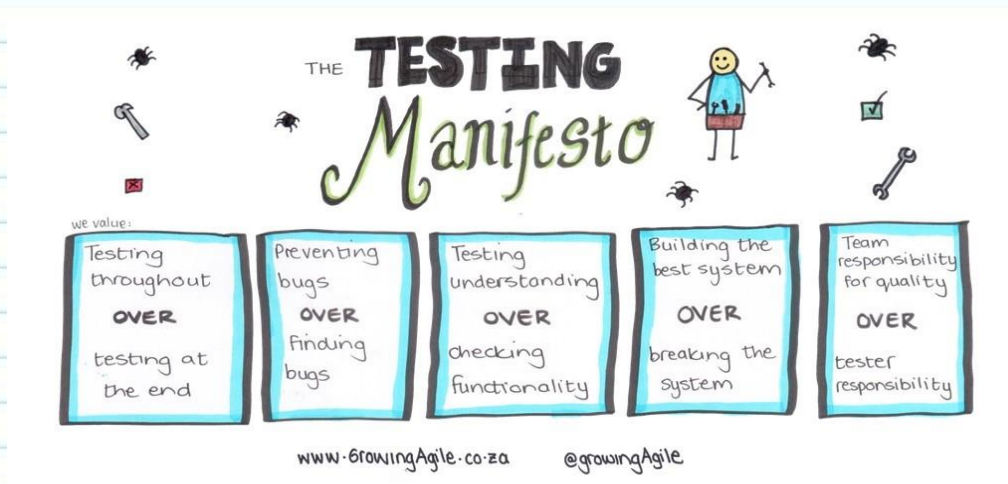 THE TESTING
Manifesto
we value:
Testing
throughout
OVER
testing at
the end
Preventing
bugs
OVER
finding
bugs
Testing
understanding
OVER
checking
functionality
Building the
best system
OVER
breaking the
system
Team
responsibility
for quality
OVER
tester
responsibility
www.GrowingAgile.co.za @growingAgile